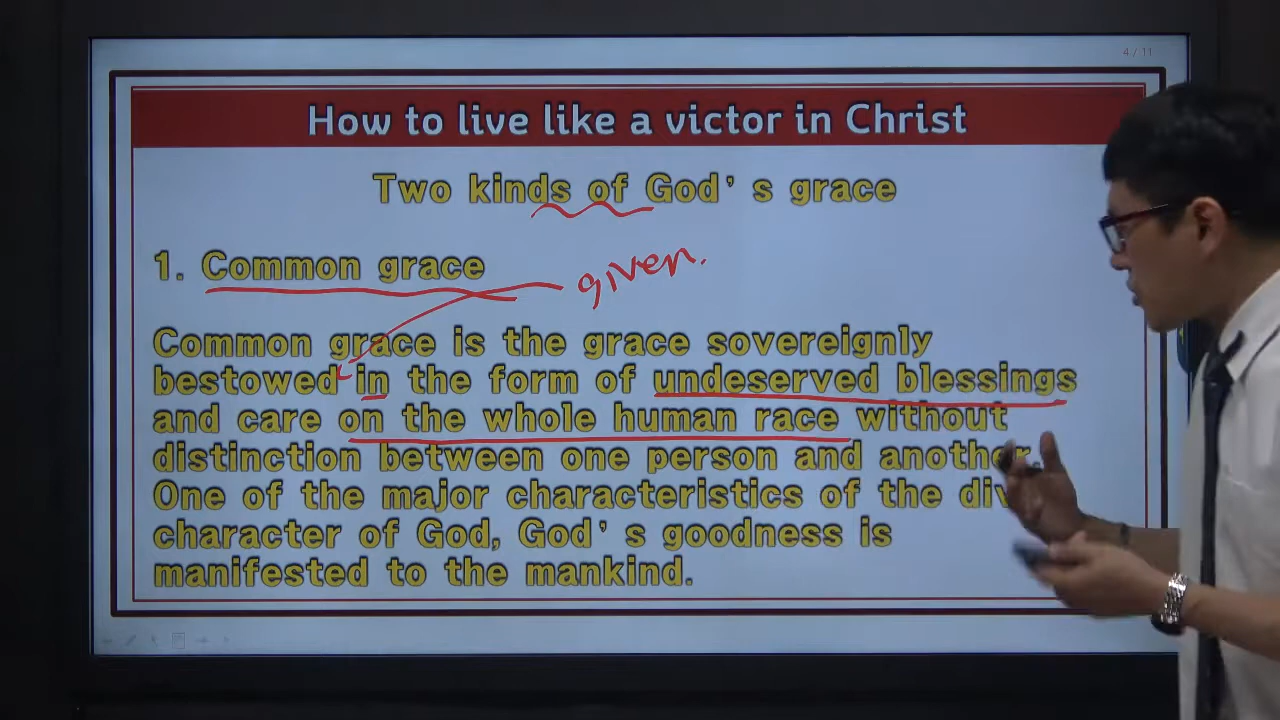 4 / 11
How to live like a victor in Christ
Two kinds of God's grace
1. Common grace
given.
Common grace is the grace sovereignly
bestowed in the form of undeserved blessings
and care on the whole human race without
distinction between one person and another.
One of the major characteristics of the div
character of God, God's goodness is
manifested to the mankind.